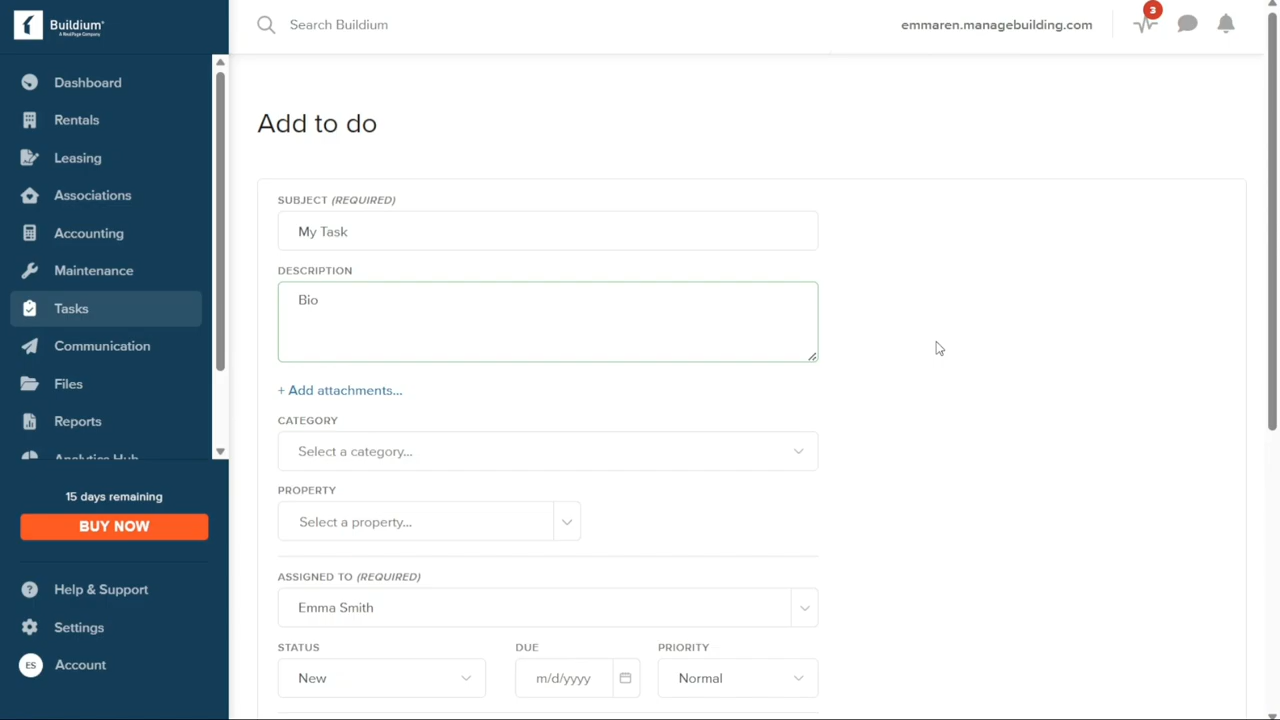 Buildium
A RealPage Company
Search Buildium
emmaren.managebuilding.com
3
Dashboard
Rentals
Leasing
Associations
Accounting
Maintenance
Tasks
Communication
Files
Reports
Analytics Hub
15 days remaining
BUY NOW
Help & Support
Settings
ES
Account
Add to do
SUBJECT (REQUIRED)
My Task
DESCRIPTION
Bio
+ Add attachments...
CATEGORY
Select a category...
PROPERTY
Select a property...
ASSIGNED TO (REQUIRED)
Emma Smith
STATUS
DUE
PRIORITY
New
m/d/yyyy
Normal